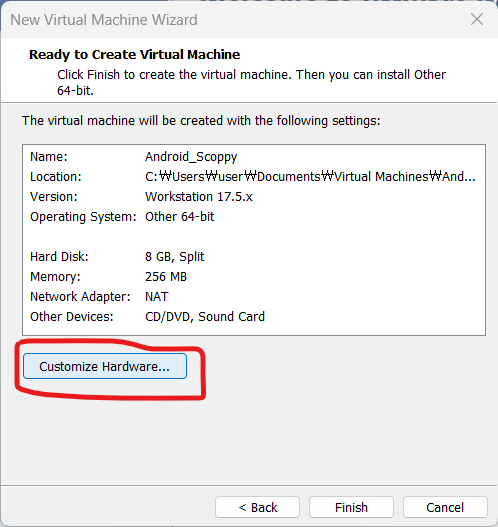 New Virtual Machine Wizard
Ready to Create Virtual Machine
Click Finish to create the virtual machine. Then you can install Other
64-bit.
The virtual machine will be created with the following settings:
Name: Android_Scoppy
Location: C:₩Users₩user₩Documents₩Virtual Machines₩And...
Version: Workstation 17.5.x
Operating System: Other 64-bit
Hard Disk: 8 GB, Split
Memory: 256 MB
Network Adapter: NAT
Other Devices: CD/DVD, Sound Card
Customize Hardware...
< Back Finish Cancel